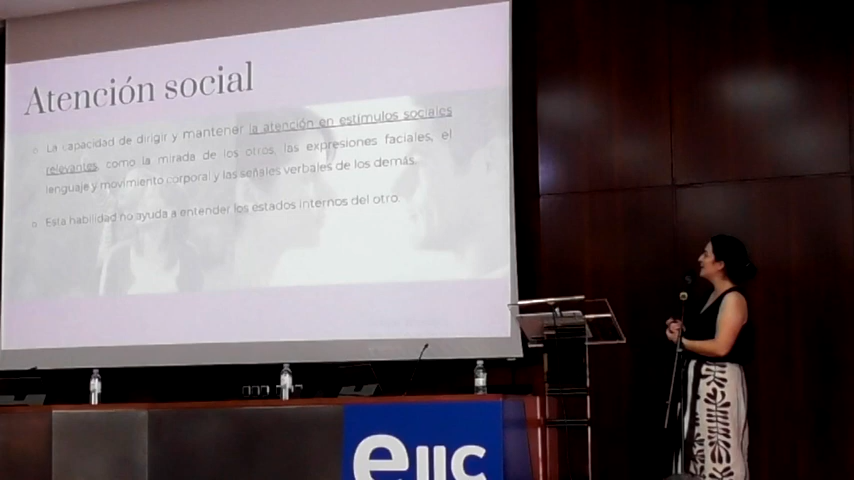 Atención social
La capacidad de dirigir y mantener la atención en estímulos sociales
relevantes, como la mirada de los otros, las expresiones faciales, el
lenguaje y movimiento corporal y las señales verbales de los demás.
Esta habilidad no ayuda a entender los estados internos del otro.
eiic